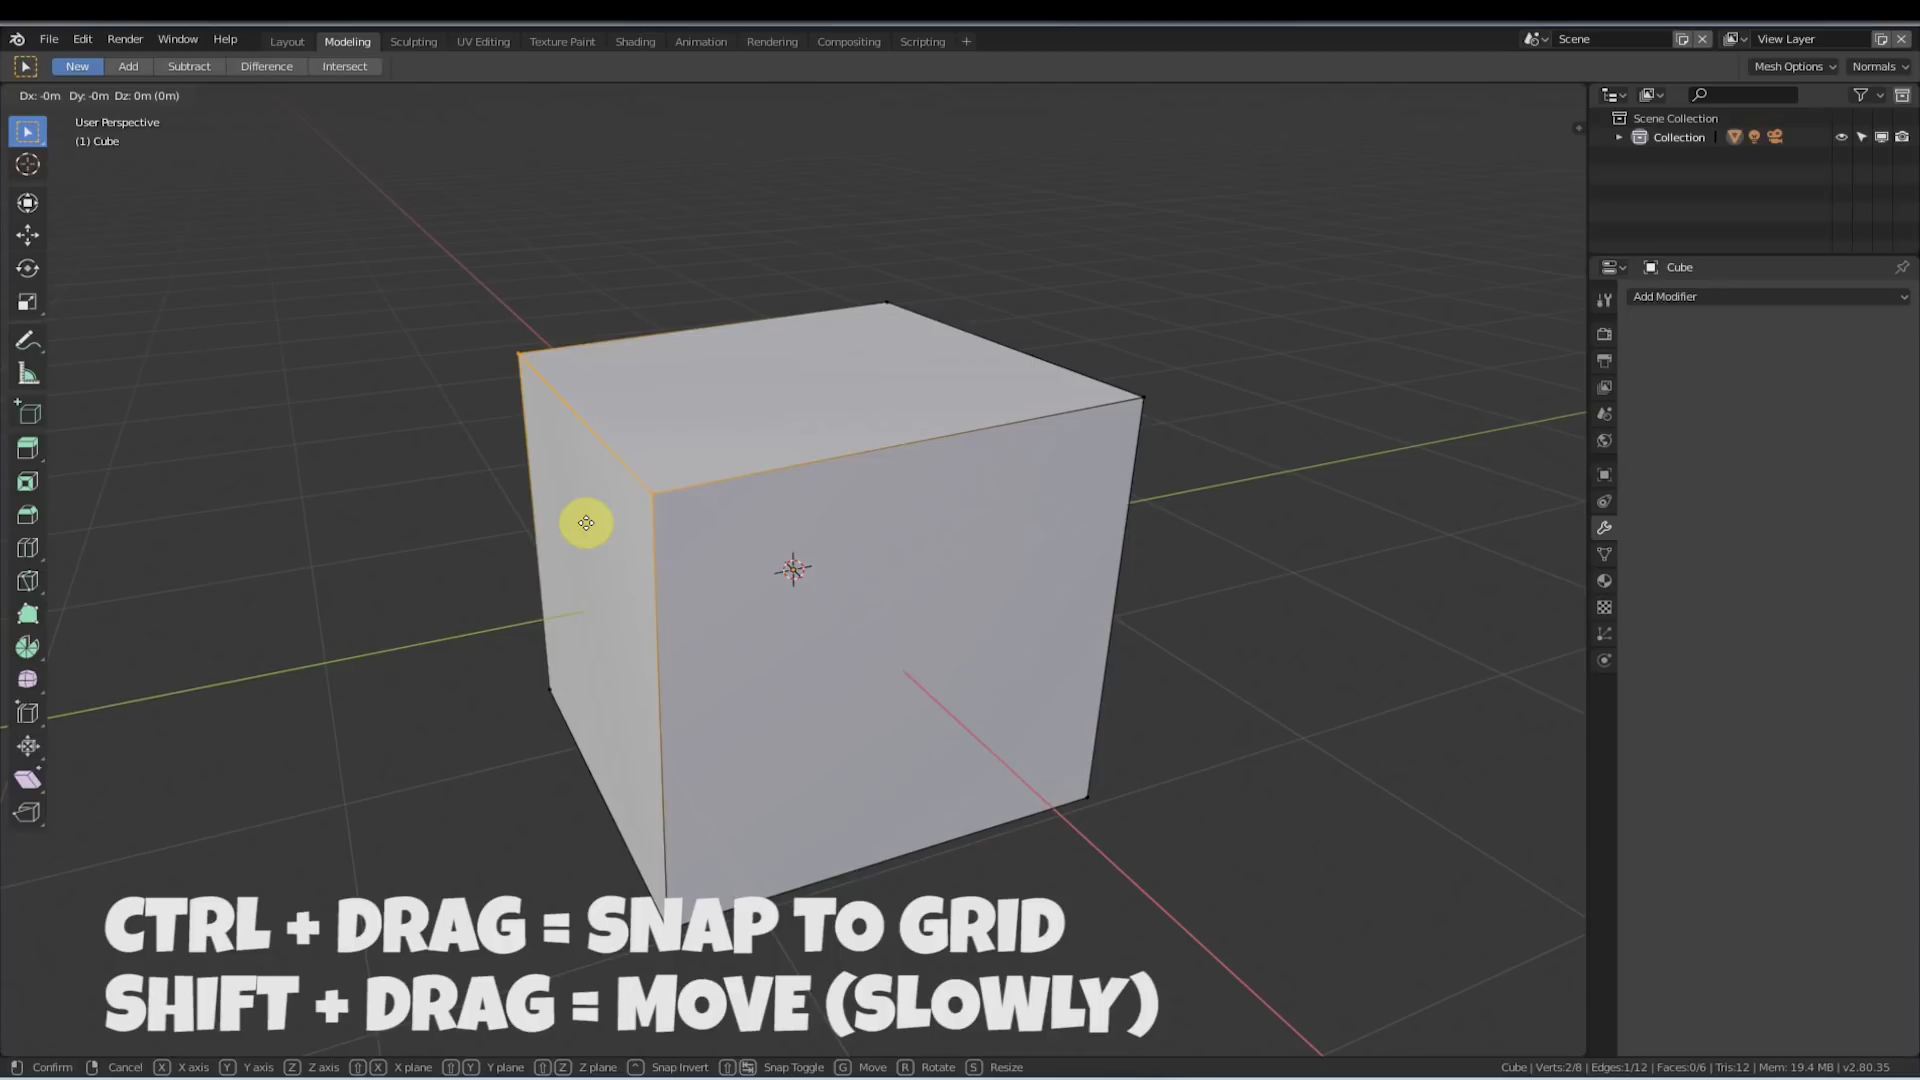 File Edit Render Window Help Layout Modeling Sculpting UV Editing Texture Paint Shading Animation Rendering Compositing Scripting + Scene View Layer
New Add Subtract Difference Intersect Mesh Options Normals
Dx: -0m Dy: -0m Dz: 0m (0m)
User Perspective
(1) Cube
Scene Collection
Collection
Cube
Add Modifier
CTRL + DRAG = SNAP TO GRID
SHIFT + DRAG = MOVE (SLOWLY)
Confirm Cancel X X axis Y Y axis Z Z axis X X plane Y Y plane Z Z plane Snap Invert Snap Toggle G Move R Rotate S Resize Cube | Verts:2/8 | Edges:1/12 | Faces:0/6 | Tris:12 | Mem: 19.4 MB | v2.80.35